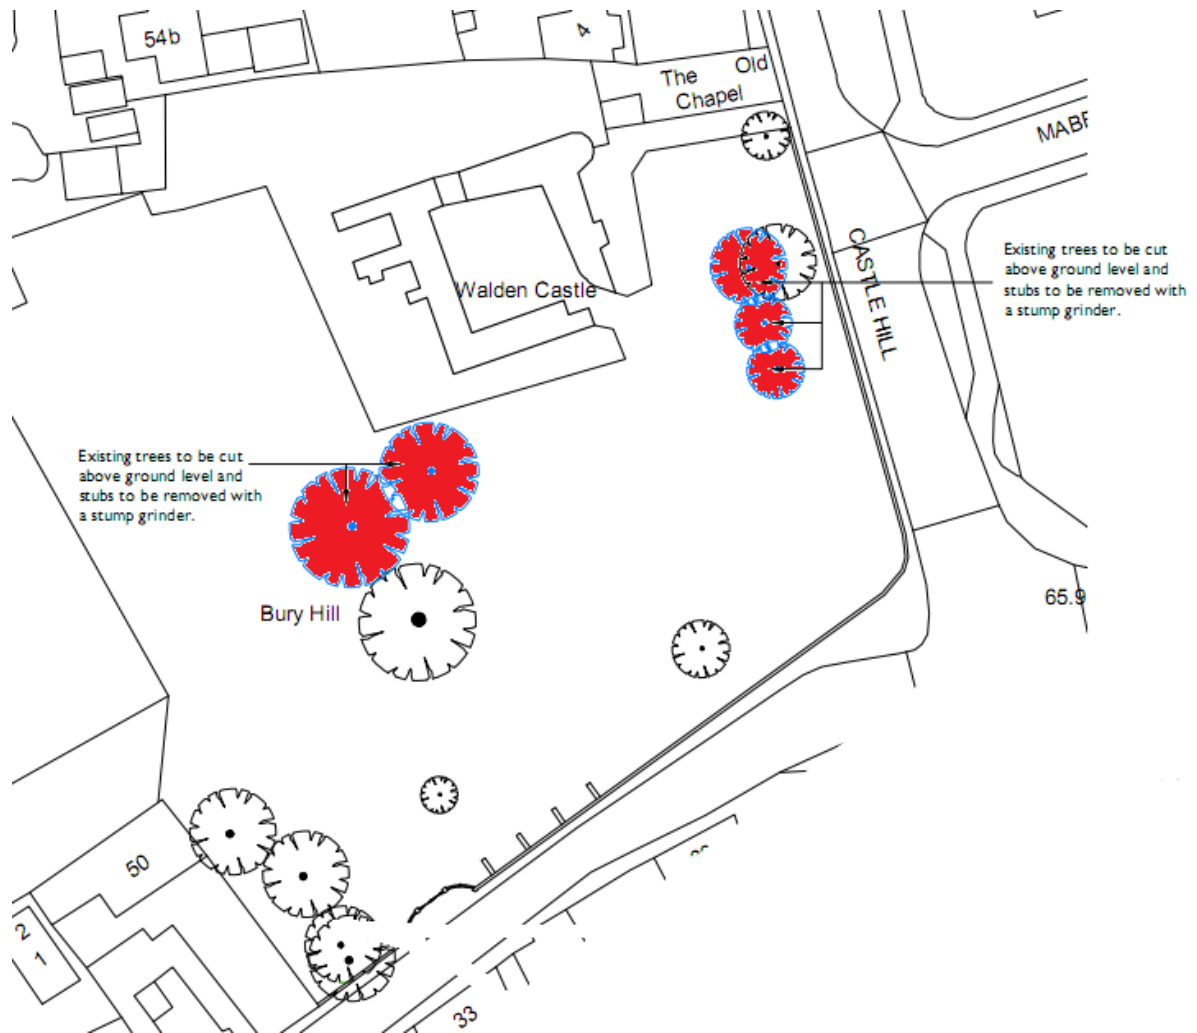 54b
4
The Old
Chapel
MABR
Walden Castle
CASTLE HILL
Existing trees to be cut
above ground level and
stubs to be removed with
a stump grinder.
Existing trees to be cut
above ground level and
stubs to be removed with
a stump grinder.
Bury Hill
65.9
50
2
1
33